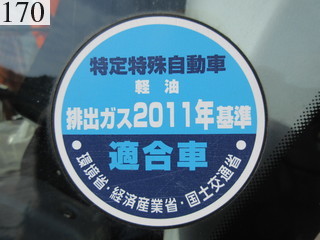 170
特定特殊自動車
軽油
排出ガス2011年基準
適合車
環境省・経済産業省・国土交通省